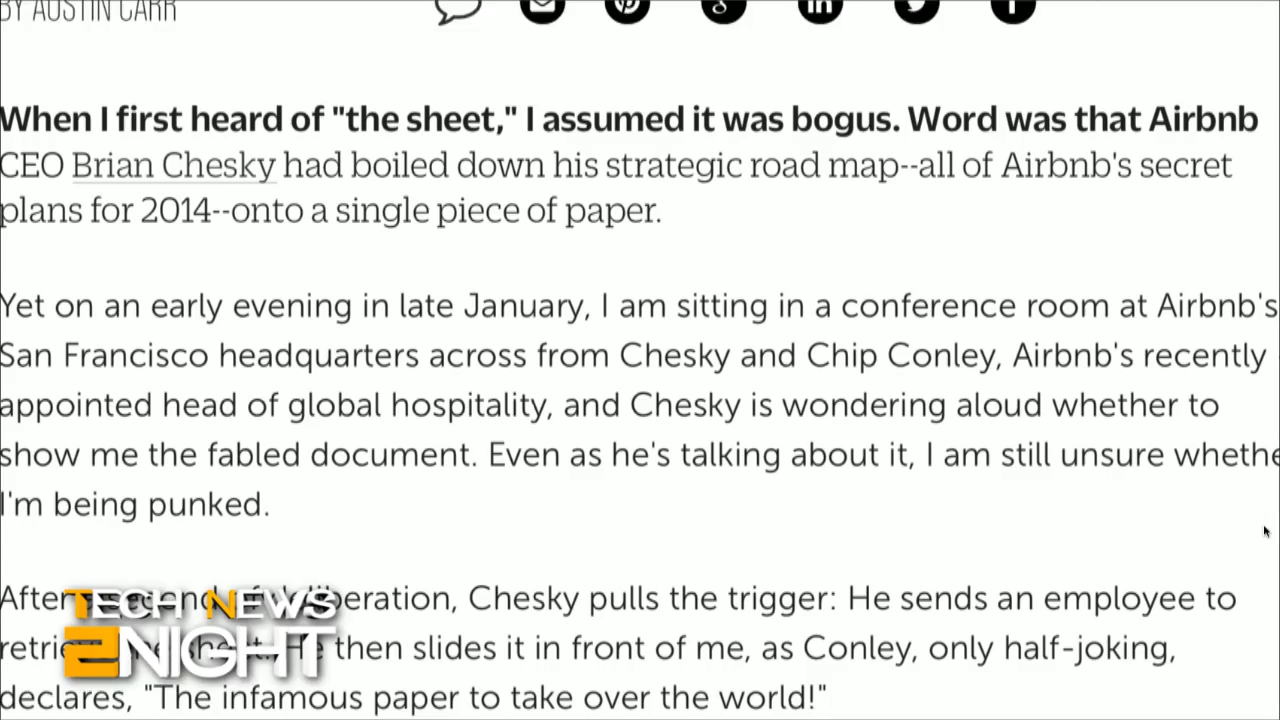 BY AUSTIN CARR
When I first heard of "the sheet," I assumed it was bogus. Word was that Airbnb
CEO Brian Chesky had boiled down his strategic road map--all of Airbnb's secret
plans for 2014--onto a single piece of paper.
Yet on an early evening in late January, I am sitting in a conference room at Airbnb's
San Francisco headquarters across from Chesky and Chip Conley, Airbnb's recently
appointed head of global hospitality, and Chesky is wondering aloud whether to
show me the fabled document. Even as he's talking about it, I am still unsure whethe
I'm being punked.
After beration, Chesky pulls the trigger: He sends an employee to
retrie he sheet. He then slides it in front of me, as Conley, only half-joking,
declares, "The infamous paper to take over the world!"
TECH NEWS
2NIGHT